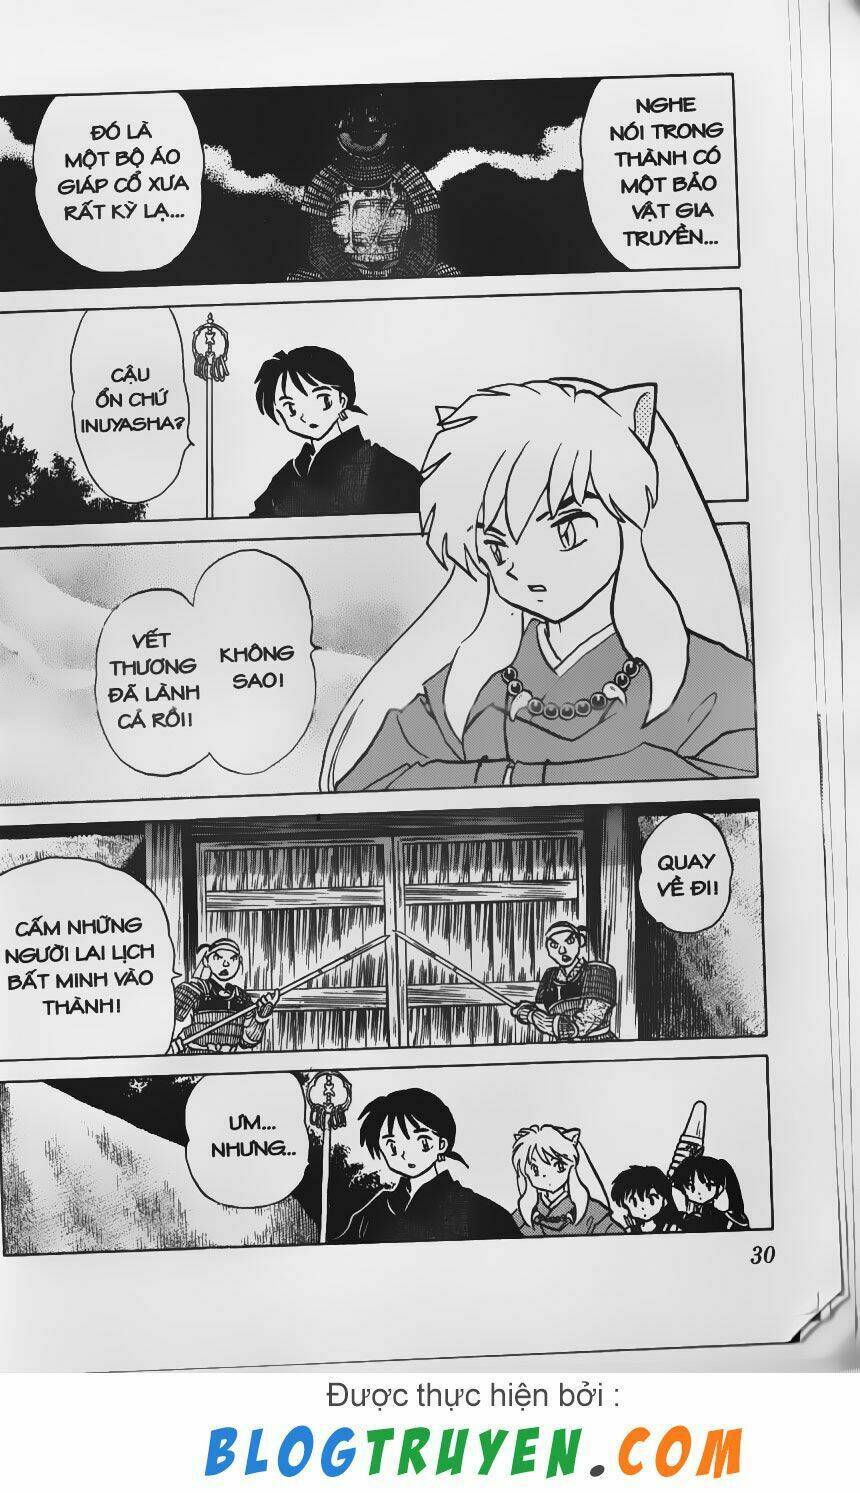 NGHE
NÓI TRONG
THÀNH CÓ
MỘT BẢO
VẬT GIA
TRUYỀN...
ĐÓ LÀ
MỘT BỘ ÁO
GIÁP CỔ XƯA
RẤT KỲ LẠ...
CẬU
ỔN CHỨ
INUYASHA?
KHÔNG
SAO!
VẾT
THƯƠNG
ĐÃ LÀNH
CẢ RỒI!
QUAY
VỀ ĐI!
CẤM NHỮNG
NGƯỜI LAI LỊCH
BẤT MINH VÀO
THÀNH!
ƯM...
NHƯNG...
30
Được thực hiện bởi :
BLOGTRUYEN.COM